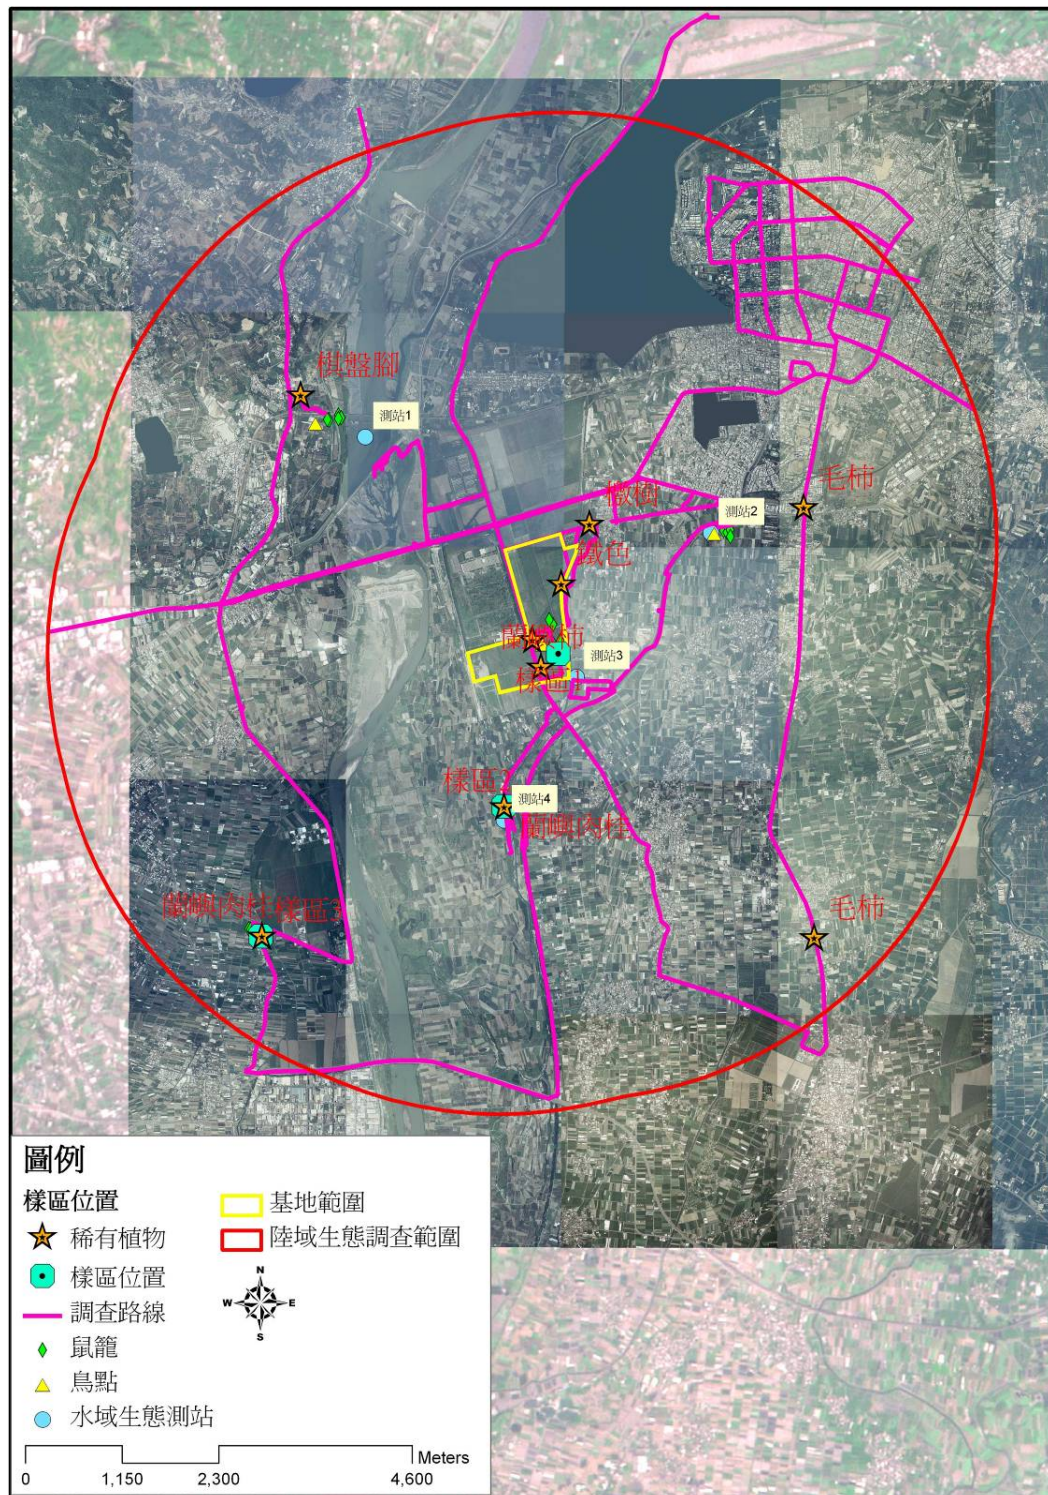 棋盤腳
測站1
毛柿
欖樹
測站2
鐵色
測站3
樣區1
樣區2
測站4
蘭嶼肉桂
蘭嶼肉桂
樣區3
毛柿
圖例
樣區位置
稀有植物
樣區位置
調查路線
鼠籠
鳥點
水域生態測站
基地範圍
陸域生態調查範圍
N
W
E
S
Meters
0
1,150
2,300
4,600